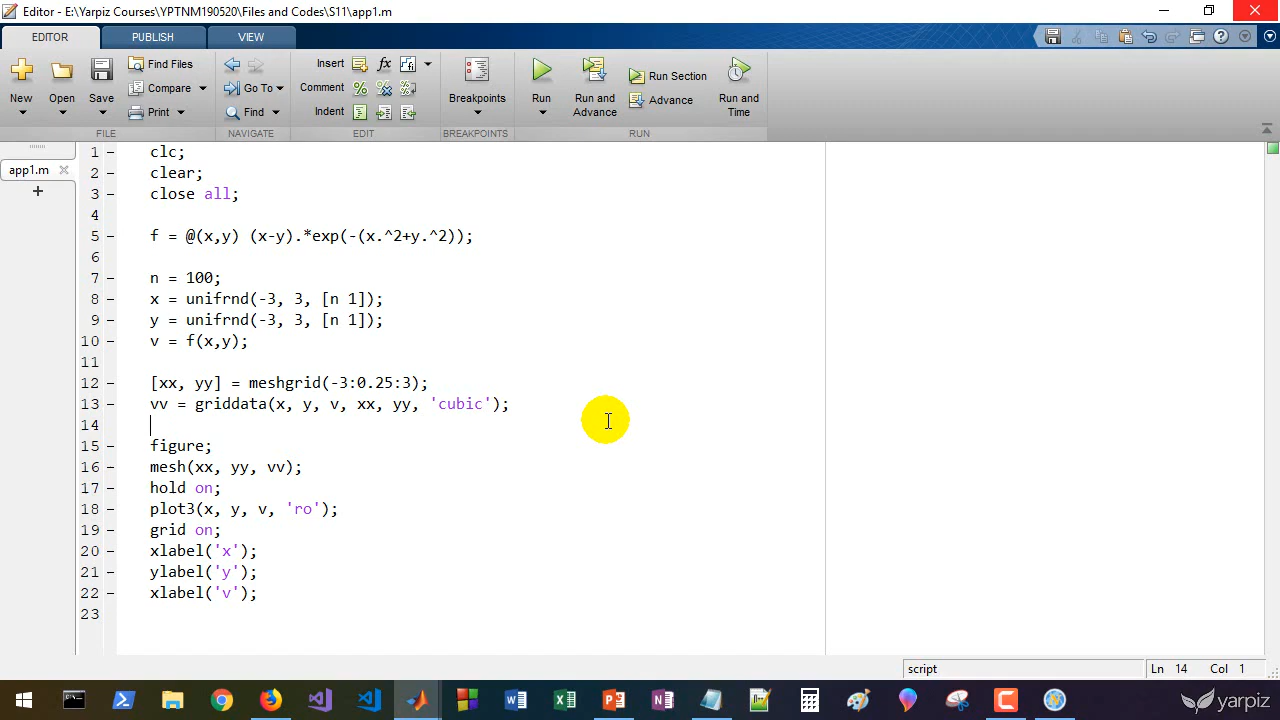 Editor - E:\Yarpiz Courses\YPTNM190520\Files and Codes\S11\app1.m
EDITOR PUBLISH VIEW
New Open Save Find Files Compare Print
Go To Find
Insert fx
Comment
Indent
Breakpoints
Run Run and Advance Run Section Advance Run and Time
FILE NAVIGATE EDIT BREAKPOINTS RUN
app1.m
1 clc;
2 clear;
3 close all;
4
5 f = @(x,y) (x-y).*exp(-(x.^2+y.^2));
6
7 n = 100;
8 x = unifrnd(-3, 3, [n 1]);
9 y = unifrnd(-3, 3, [n 1]);
10 v = f(x,y);
11
12 [xx, yy] = meshgrid(-3:0.25:3);
13 vv = griddata(x, y, v, xx, yy, 'cubic');
14
15 figure;
16 mesh(xx, yy, vv);
17 hold on;
18 plot3(x, y, v, 'ro');
19 grid on;
20 xlabel('x');
21 ylabel('y');
22 xlabel('v');
23
script Ln 14 Col 1
yarpiz